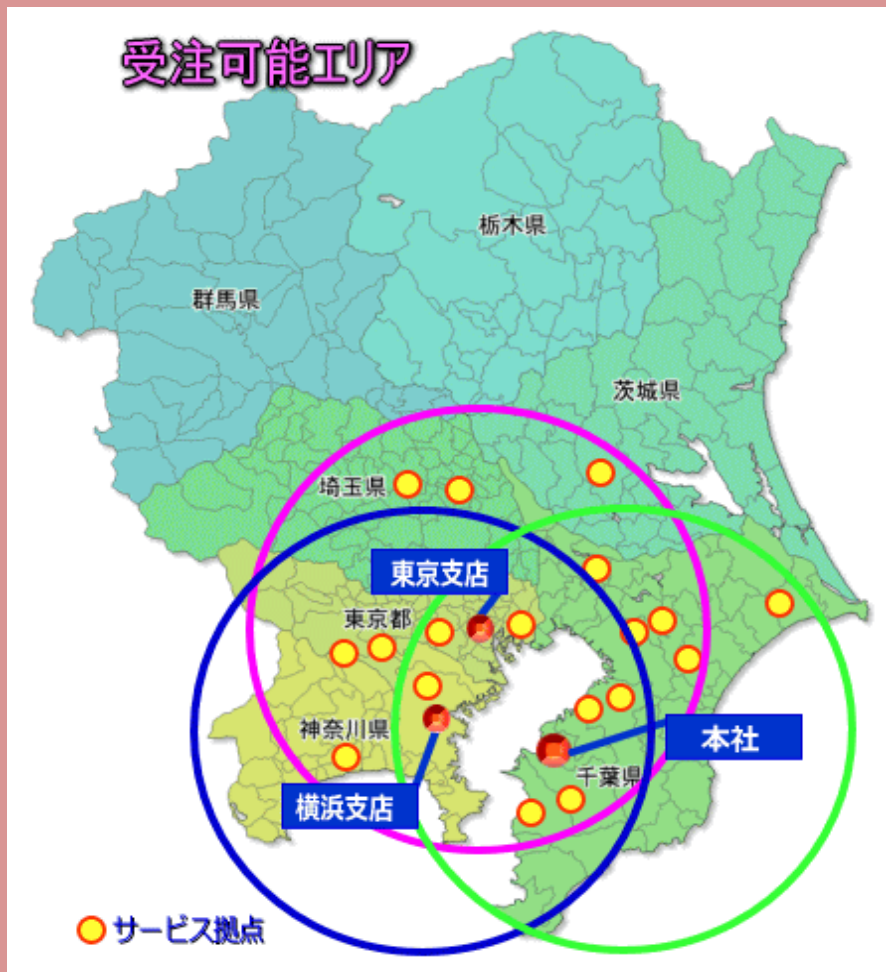 受注可能エリア
栃木県
群馬県
茨城県
埼玉県
東京支店
東京都
神奈川県
本社
千葉県
横浜支店
サービス拠点